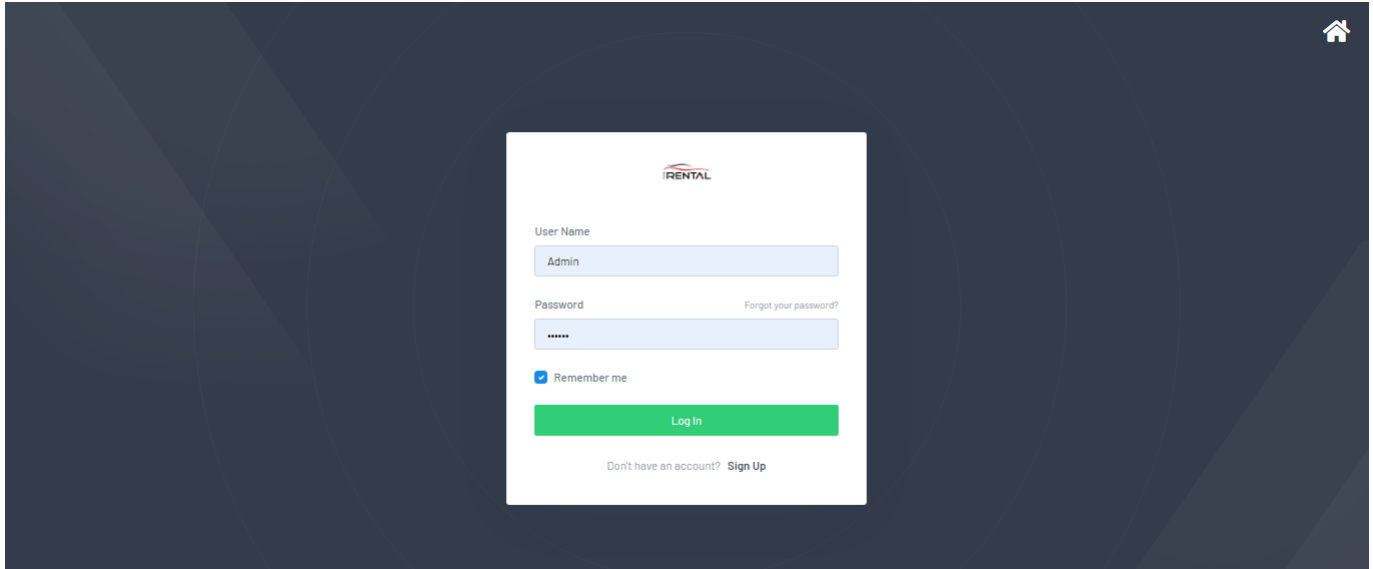 RENTAL
User Name
Admin
Password Forgot your password?
••••••
Remember me
Log In
Don't have an account? Sign Up